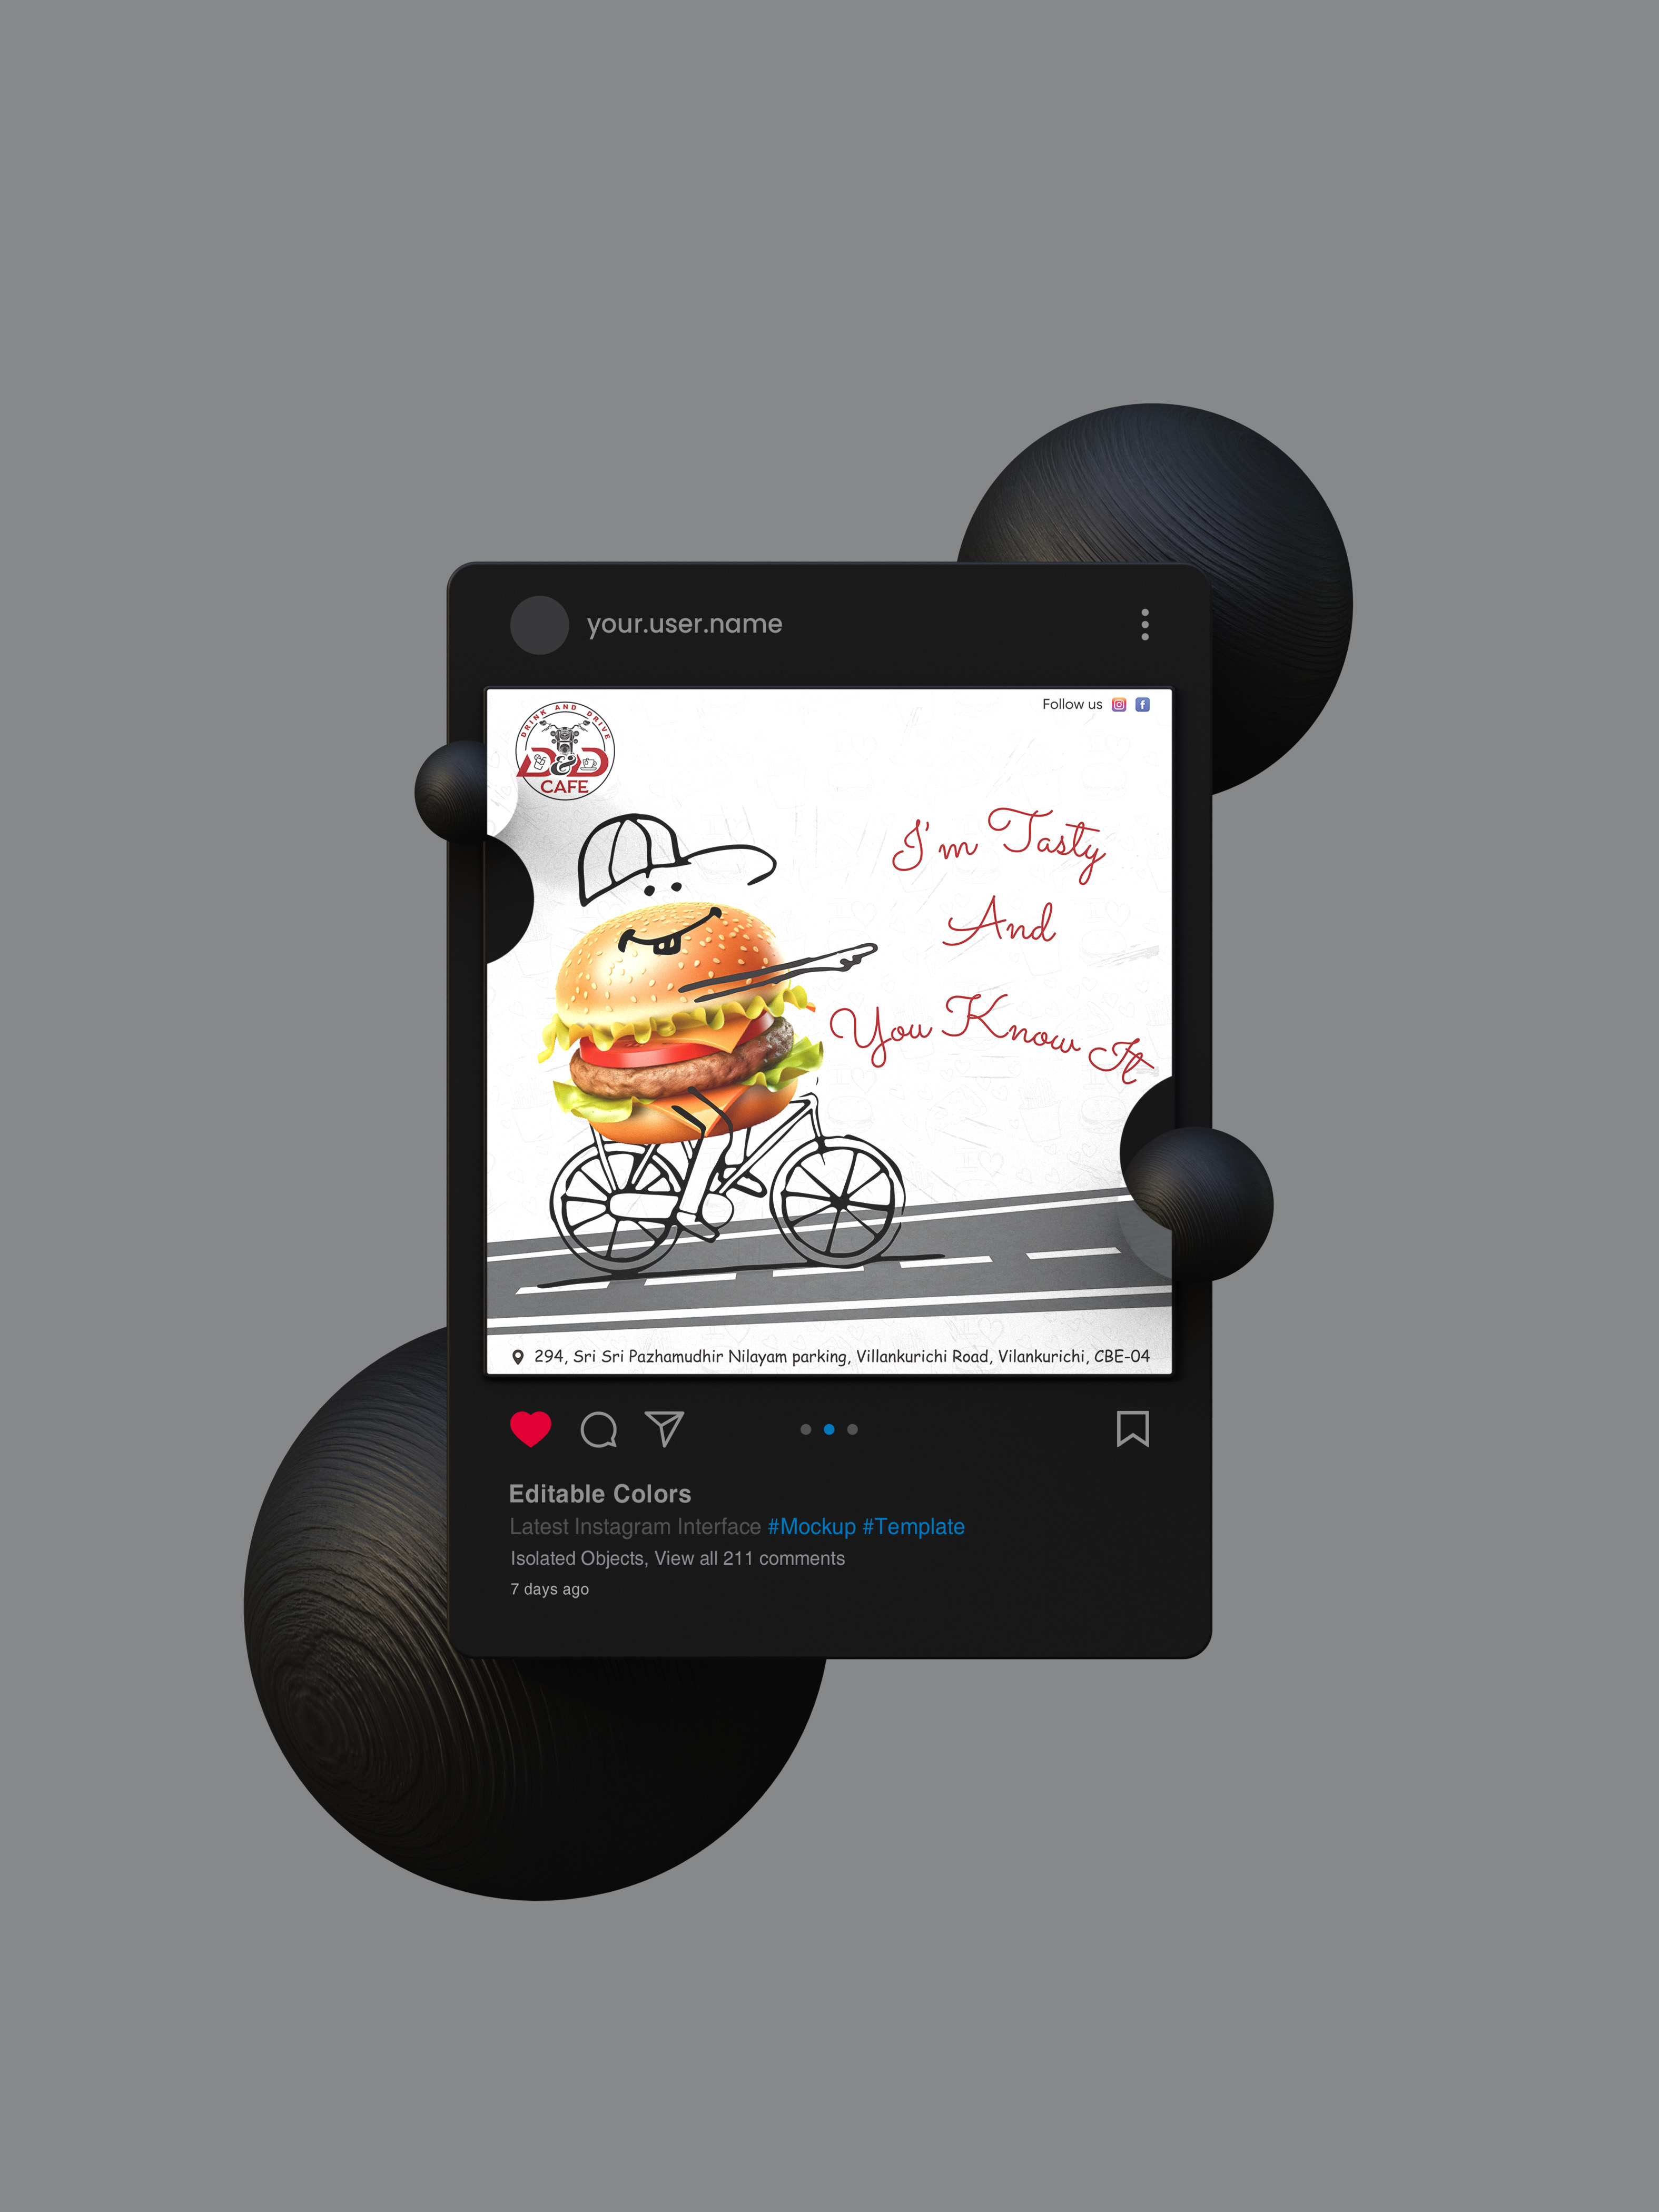 your.user.name
DRINK AND DRIVE
D&D
CAFE
Follow us
I'm Tasty
And
You Know It
294, Sri Sri Pazhamudhir Nilayam parking, Villankurichi Road, Vilankurichi, CBE-04
Editable Colors
Latest Instagram Interface #Mockup #Template
Isolated Objects, View all 211 comments
7 days ago